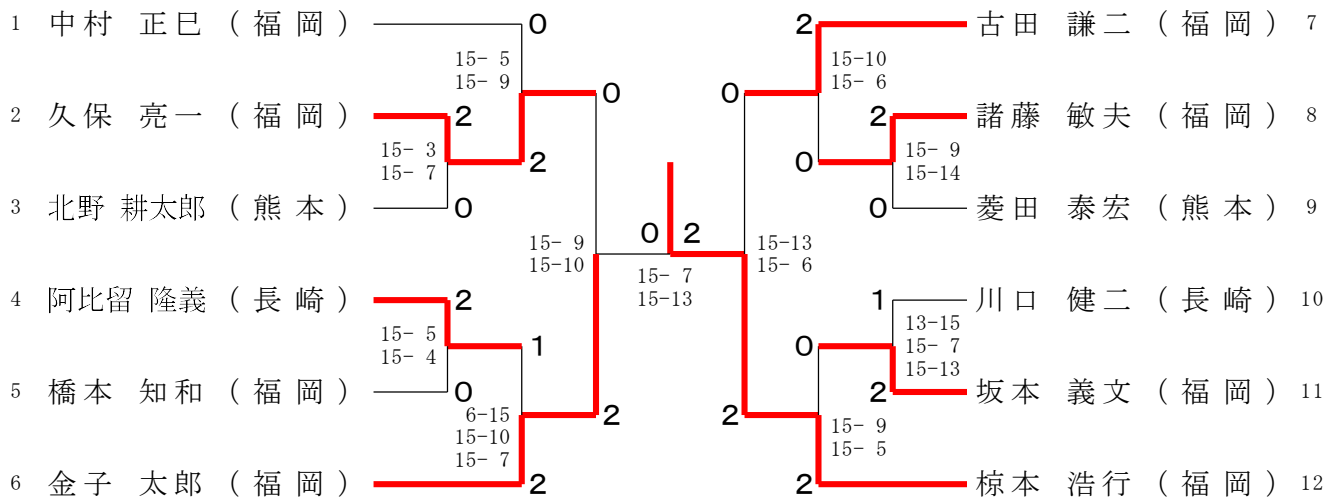 1 中村 正巳 (福岡) 0
15- 5
15- 9
0
2 久保 亮一 (福岡) 2
15- 3
15- 7
2
3 北野 耕太郎 (熊本) 0
15- 9
15-10
4 阿比留 隆義 (長崎) 2
15- 5
15- 4
1
5 橋本 知和 (福岡) 0
6-15
15-10
15- 7
2
6 金子 太郎 (福岡) 2
0 2
15- 7
15-13
2 古田 謙二 (福岡) 7
15-10
15- 6
0
2 諸藤 敏夫 (福岡) 8
15- 9
15-14
0
0 菱田 泰宏 (熊本) 9
15-13
15- 6
1 川口 健二 (長崎) 10
13-15
15- 7
15-13
0
2 坂本 義文 (福岡) 11
15- 9
15- 5
2
2 椋本 浩行 (福岡) 12